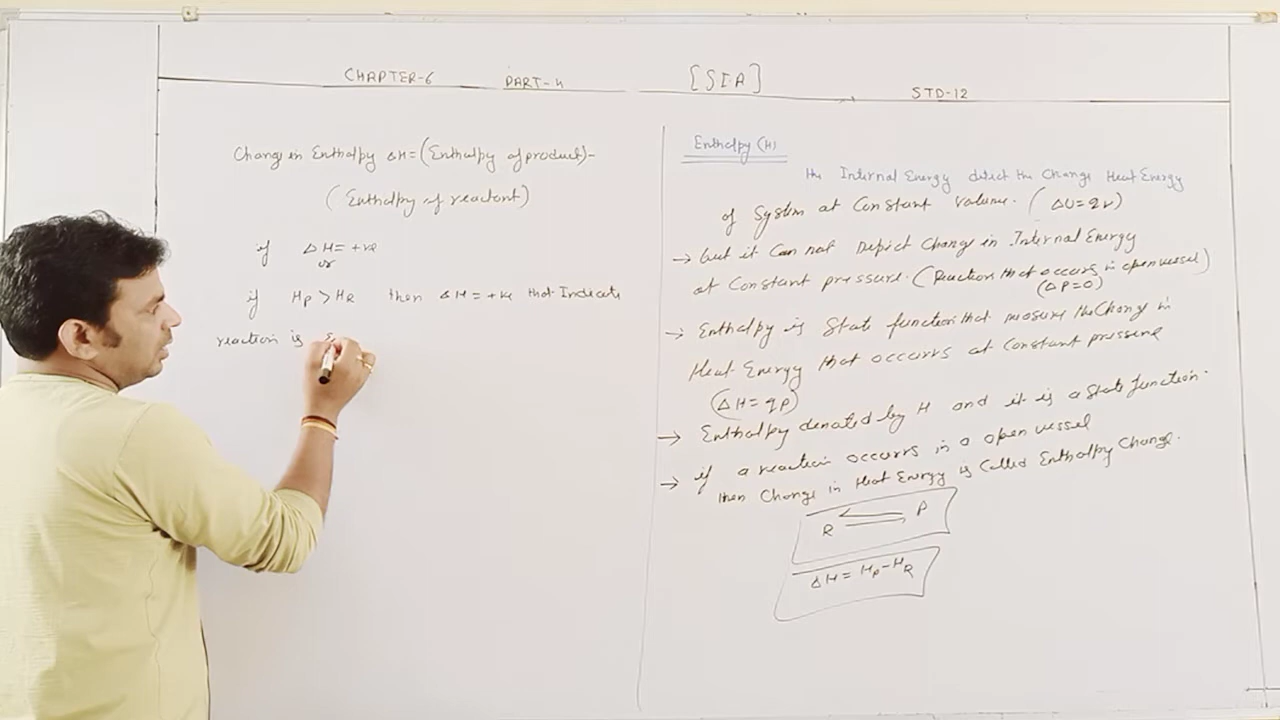 CHAPTER-6 PART-4 [SIA] STD-12
Change in Enthalpy ΔH=(Enthalpy of product)-
(Enthalpy of reactant)
if ΔH=+ve
or
if HP>HR then ΔH=+ve that Indicate
reaction is
Enthalpy (H)
the Internal Energy detect the Change Heat Energy
of System at Constant volume. (ΔU=qv)
→ but it Can not Depict Change in Internal Energy
at Constant pressure. (Reaction that occurs in open vessel)
(ΔP=0)
→ Enthalpy is State function that measure the Change in
Heat Energy that occurrs at Constant pressure
(ΔH=qp)
→ Enthalpy denoted by H and it is a State function.
→ if a reaction occurrs in a open vessel
then Change in Heat Energy is Called Enthalpy Change.
R ⇌ P
ΔH=HP-HR